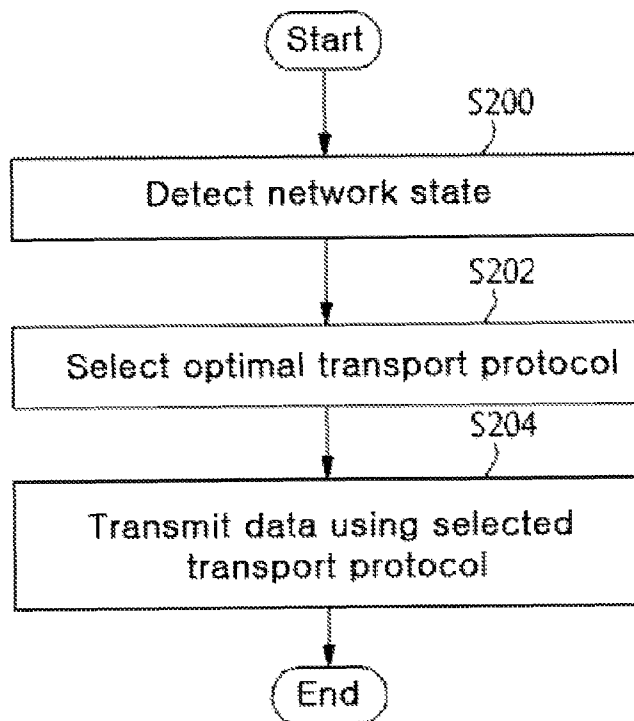 Start
S200
Detect network state
S202
Select optimal transport protocol
S204
Transmit data using selected
transport protocol
End